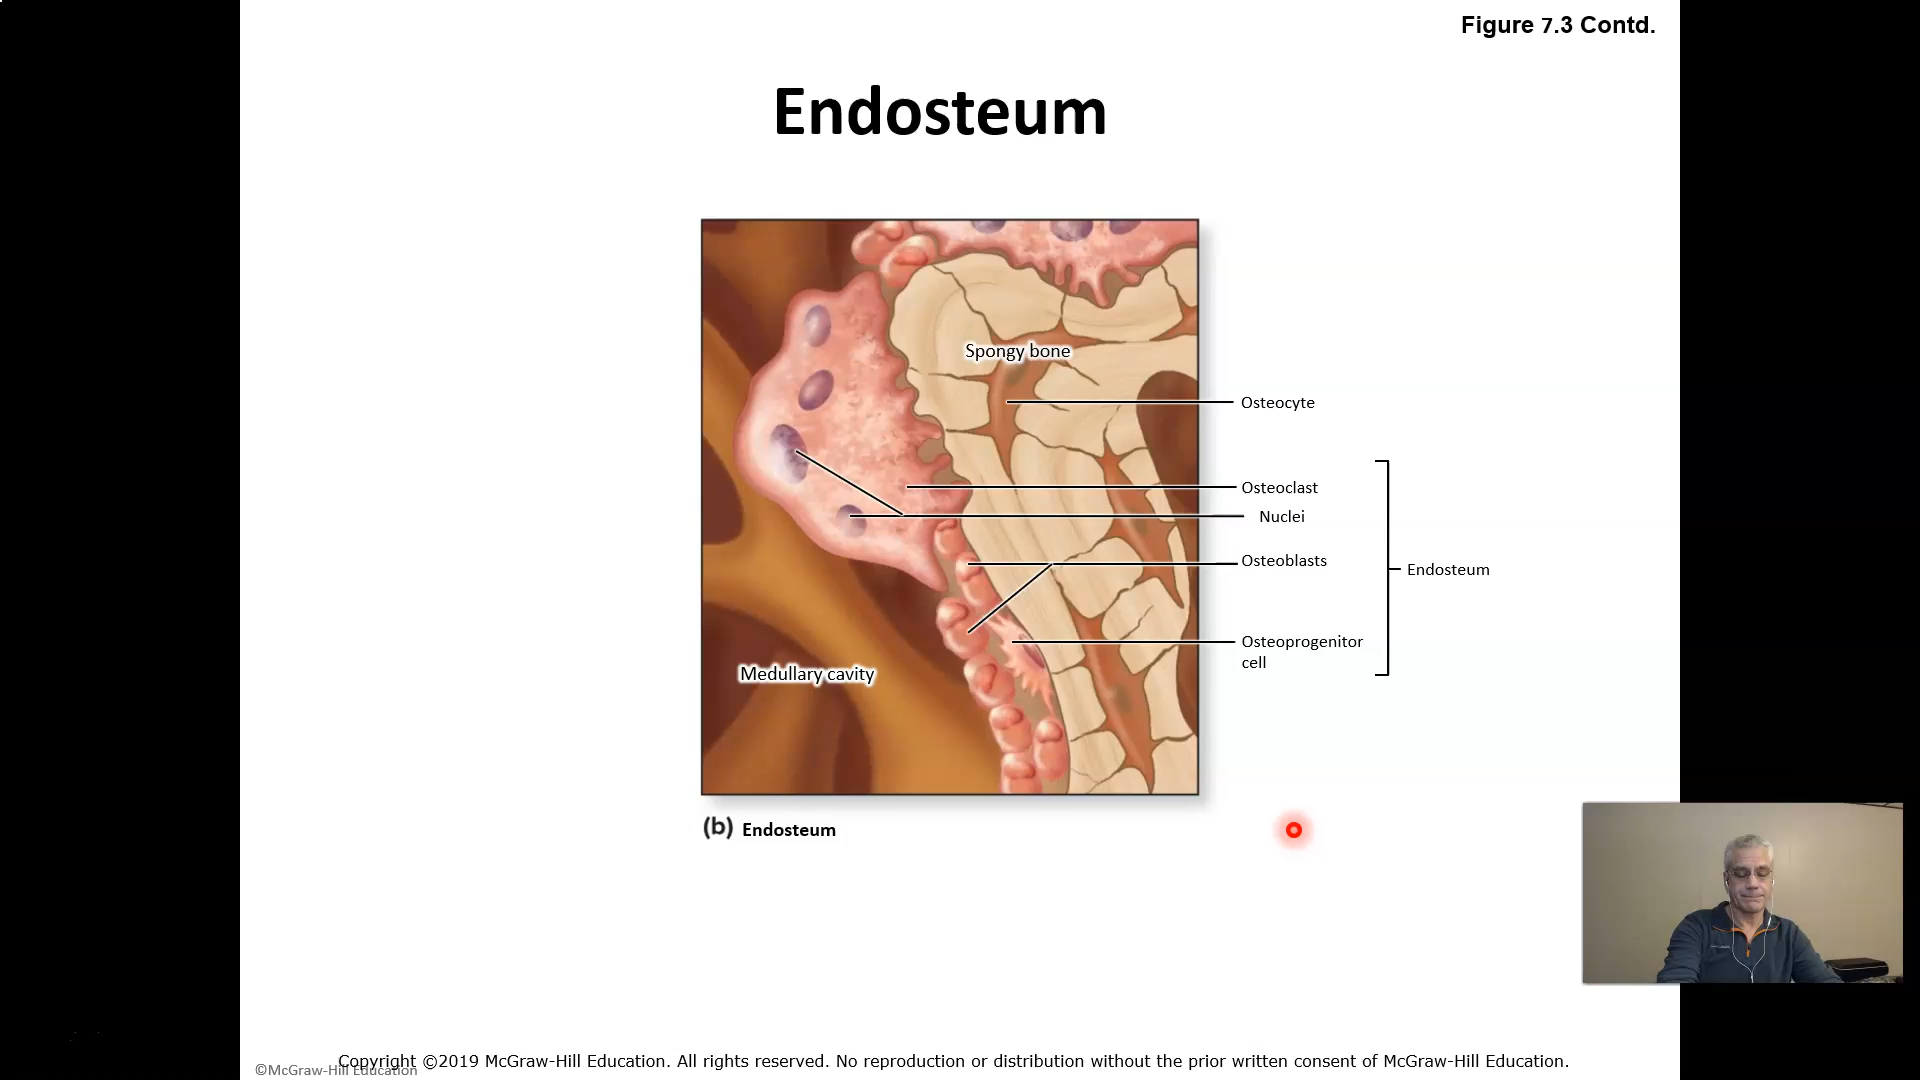 Figure 7.3 Contd.
Endosteum
Spongy bone
Osteocyte
Osteoclast
Nuclei
Osteoblasts
Endosteum
Osteoprogenitor
cell
Medullary cavity
(b) Endosteum
Copyright ©2019 McGraw-Hill Education. All rights reserved. No reproduction or distribution without the prior written consent of McGraw-Hill Education.
©McGraw-Hill Education